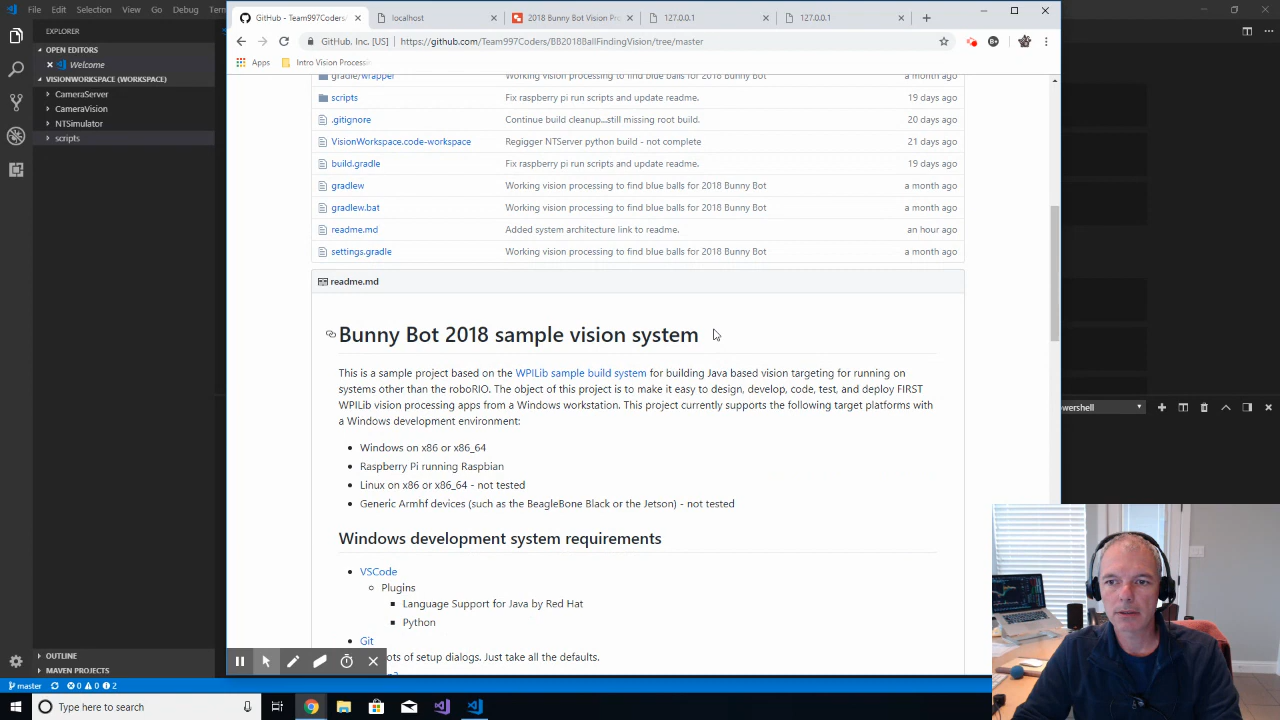 File Edit Selection View Go Debug
GitHub - Team997Coders/
localhost
2018 Bunny Bot Vision Pr
127.0.0.1
127.0.0.1
GitHub, Inc. [US]
https://github.com/Team997Coders/BB2018BallFindingVision/tree/master
Apps
Intro Vision Process
EXPLORER
OPEN EDITORS
Welcome
VISIONWORKSPACE (WORKSPACE)
CameraServer
CameraVision
NTSimulator
scripts
gradle/wrapper Working vision processing to find blue balls for 2018 Bunny Bot a month ago
scripts Fix raspberry pi run scripts and update readme. 19 days ago
.gitignore Continue build cleanup...still missing root build. 20 days ago
VisionWorkspace.code-workspace Regigger NTServer python build - not complete 21 days ago
build.gradle Fix raspberry pi run scripts and update readme. 19 days ago
gradlew Working vision processing to find blue balls for 2018 Bunny Bot a month ago
gradlew.bat Working vision processing to find blue balls for 2018 Bunny Bot a month ago
readme.md Added system architecture link to readme. an hour ago
settings.gradle Working vision processing to find blue balls for 2018 Bunny Bot a month ago
readme.md
Bunny Bot 2018 sample vision system
This is a sample project based on the WPILib sample build system for building Java based vision targeting for running on
systems other than the roboRIO. The object of this project is to make it easy to design, develop, code, test, and deploy FIRST
WPILib vision processing apps from a Windows workstation. This project currently supports the following target platforms with
a Windows development environment:
Windows on x86 or x86_64
Raspberry Pi running Raspbian
Linux on x86 or x86_64 - not tested
Generic Armhf devices (such as the BeagleBone Black or the Jetson) - not tested
Windows development system requirements
VSCode
Plugins
Language Support for Java by Red Hat
Python
Git
ots of setup dialogs. Just take all the defaults.
owershell
OUTLINE
MAVEN PROJECTS
master 0 0 2
Type here to search